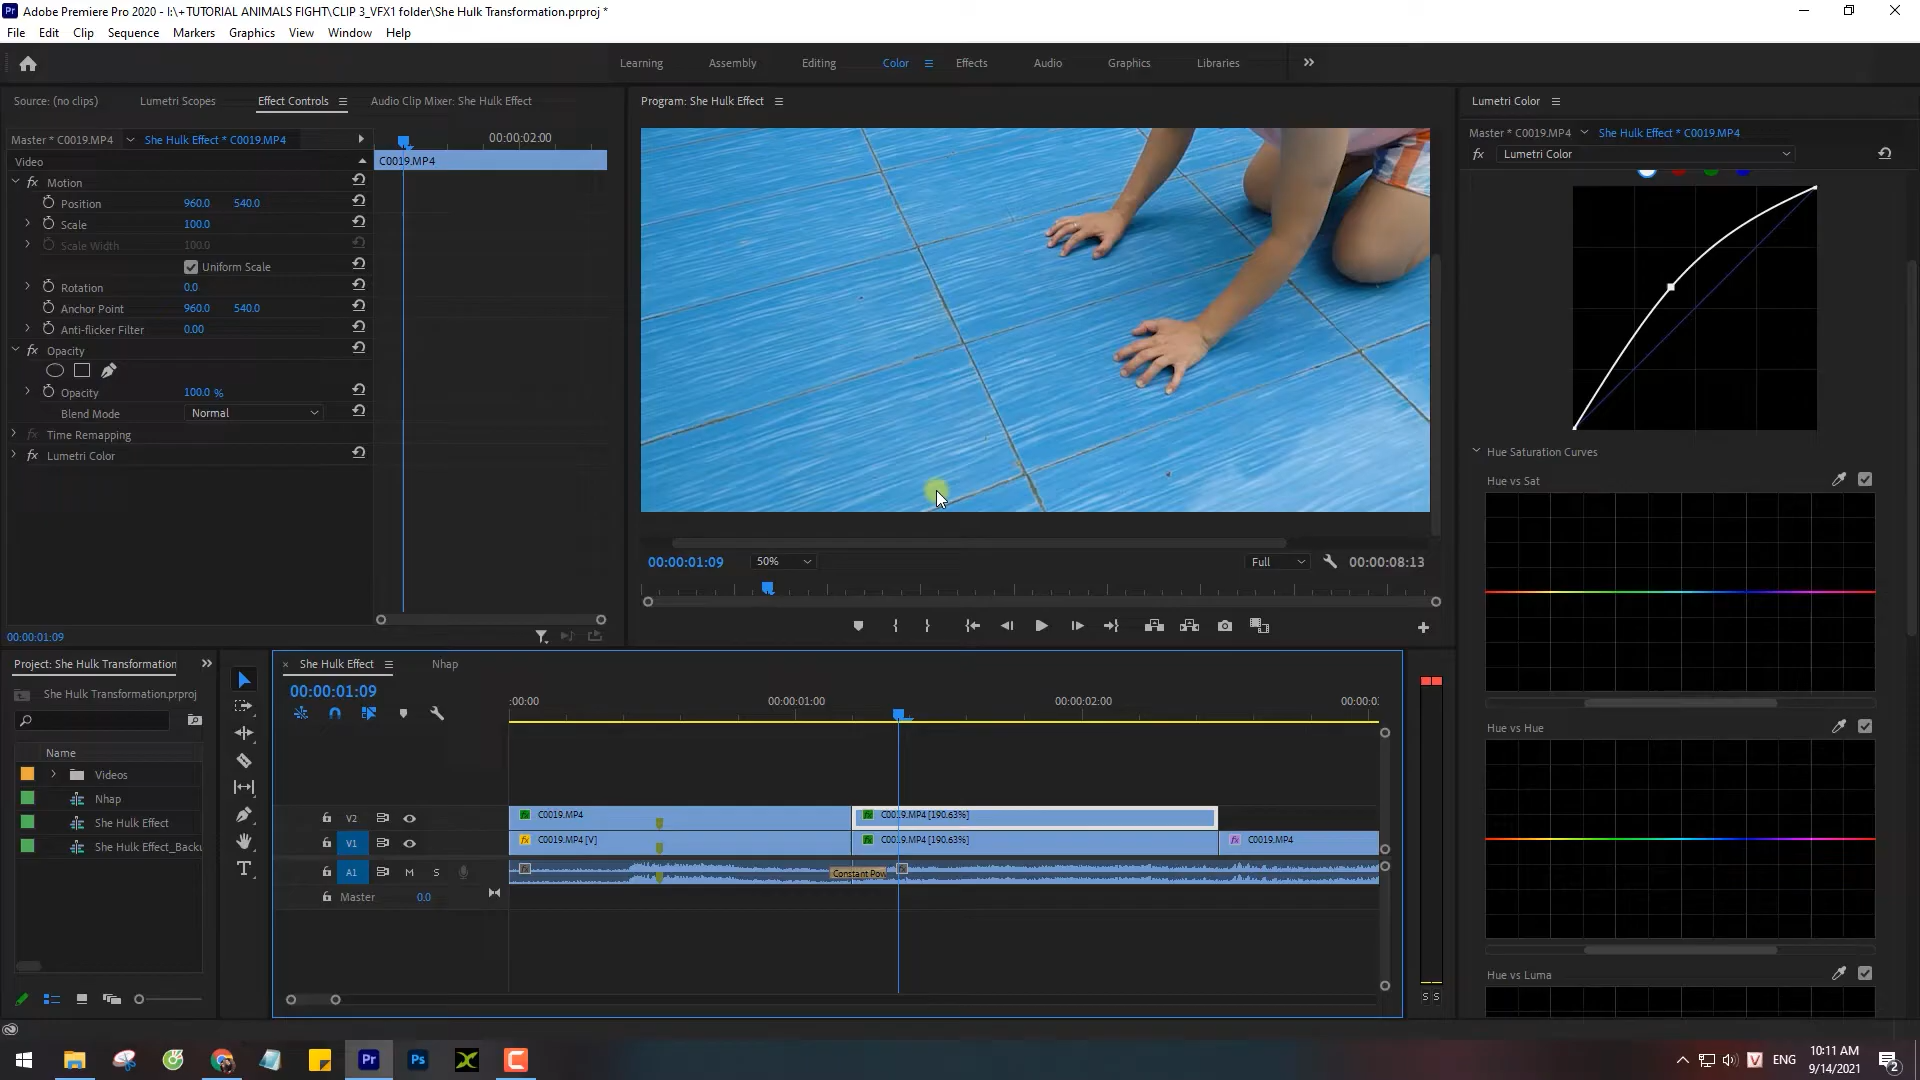 Pr Adobe Premiere Pro 2020 - I:\+ TUTORIAL ANIMALS FIGHT\CLIP 3_VFX1 folder\She Hulk Transformation.prproj *
File Edit Clip Sequence Markers Graphics View Window Help
Learning Assembly Editing Color Effects Audio Graphics Libraries
Source: (no clips) Lumetri Scopes Effect Controls Audio Clip Mixer: She Hulk Effect
Master * C0019.MP4 She Hulk Effect * C0019.MP4
00:00:02:00
Video
C0019.MP4
fx Motion
Position 960.0 540.0
Scale 100.0
Scale Width 100.0
Uniform Scale
Rotation 0.0
Anchor Point 960.0 540.0
Anti-flicker Filter 0.00
fx Opacity
Opacity 100.0 %
Blend Mode Normal
fx Time Remapping
fx Lumetri Color
00:00:01:09
Program: She Hulk Effect
00:00:01:09 50% Full 00:00:08:13
Lumetri Color
Master * C0019.MP4 She Hulk Effect * C0019.MP4
fx Lumetri Color
Hue Saturation Curves
Hue vs Sat
Hue vs Hue
Hue vs Luma
Project: She Hulk Transformation
She Hulk Transformation.prproj
Name
Videos
Nhap
She Hulk Effect
She Hulk Effect_Backu
She Hulk Effect Nhap
00:00:01:09
:00:00 00:00:01:00 00:00:02:00 00:00:0:
V2 C0019.MP4 C0019.MP4 [190.63%]
V1 C0019.MP4 [V] C0019.MP4 [190.63%] C0019.MP4
A1 M S Constant Pow
Master 0.0
S S
Pr Ps V ENG 10:11 AM
9/14/2021 2